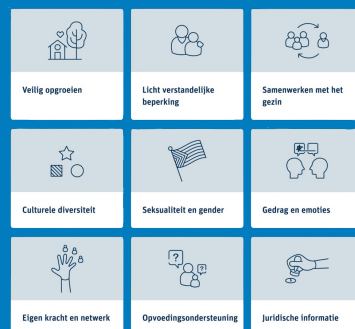 Veilig opgroeien
Licht verstandelijke
beperking
Samenwerken met het
gezin
Culturele diversiteit
Seksualiteit en gender
Gedrag en emoties
?
?
Eigen kracht en netwerk
Opvoedingsondersteuning
Juridische informatie